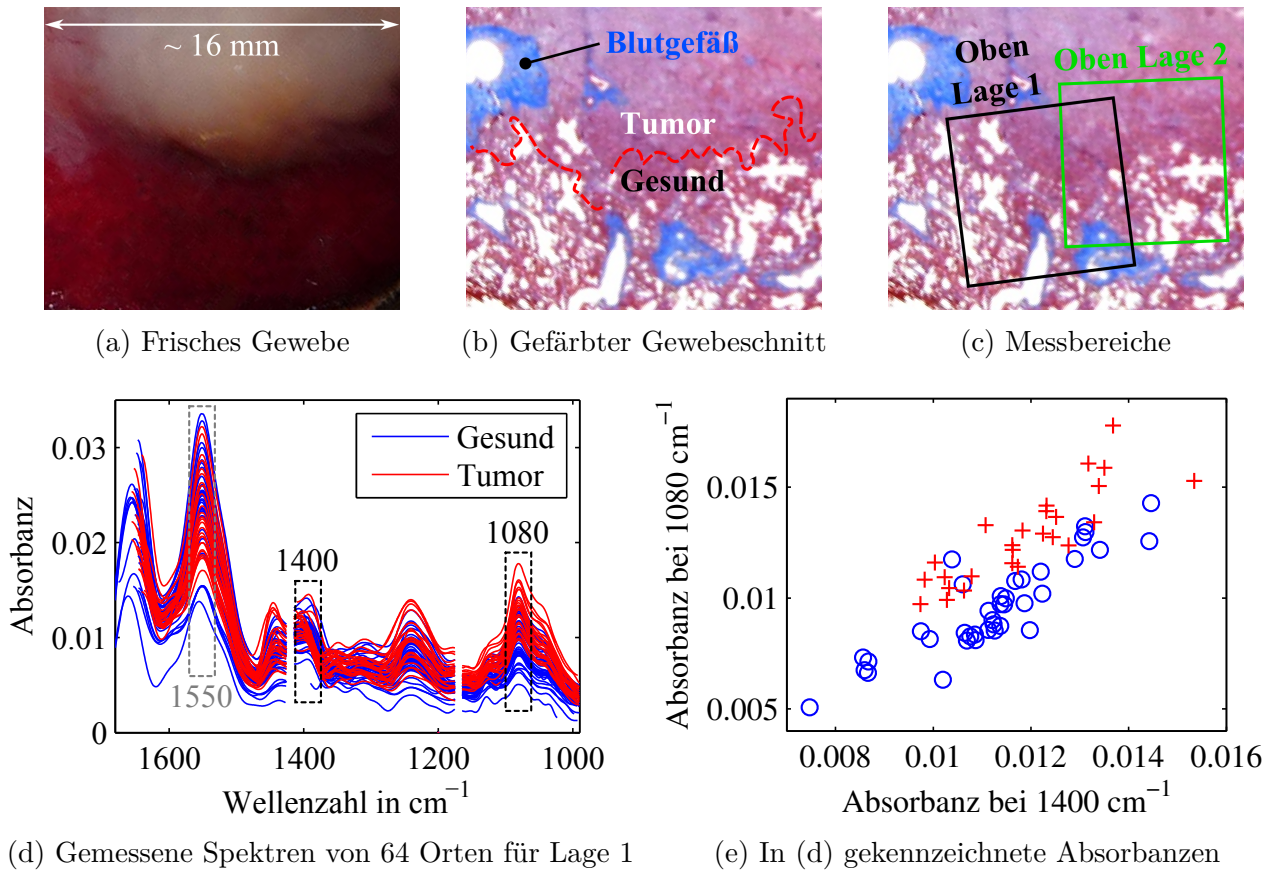 ~ 16 mm
Blutgefäß
Tumor
Gesund
Oben
Lage 1
Oben Lage 2
(a) Frisches Gewebe
(b) Gefärbter Gewebeschnitt
(c) Messbereiche
Absorbanz
0.03
0.02
0.01
0
1550
1400
1080
Gesund
Tumor
1600
1400
1200
1000
Wellenzahl in cm⁻¹
(d) Gemessene Spektren von 64 Orten für Lage 1
Absorbanz bei 1080 cm⁻¹
0.015
0.01
0.005
0.008
0.01
0.012
0.014
0.016
Absorbanz bei 1400 cm⁻¹
(e) In (d) gekennzeichnete Absorbanzen